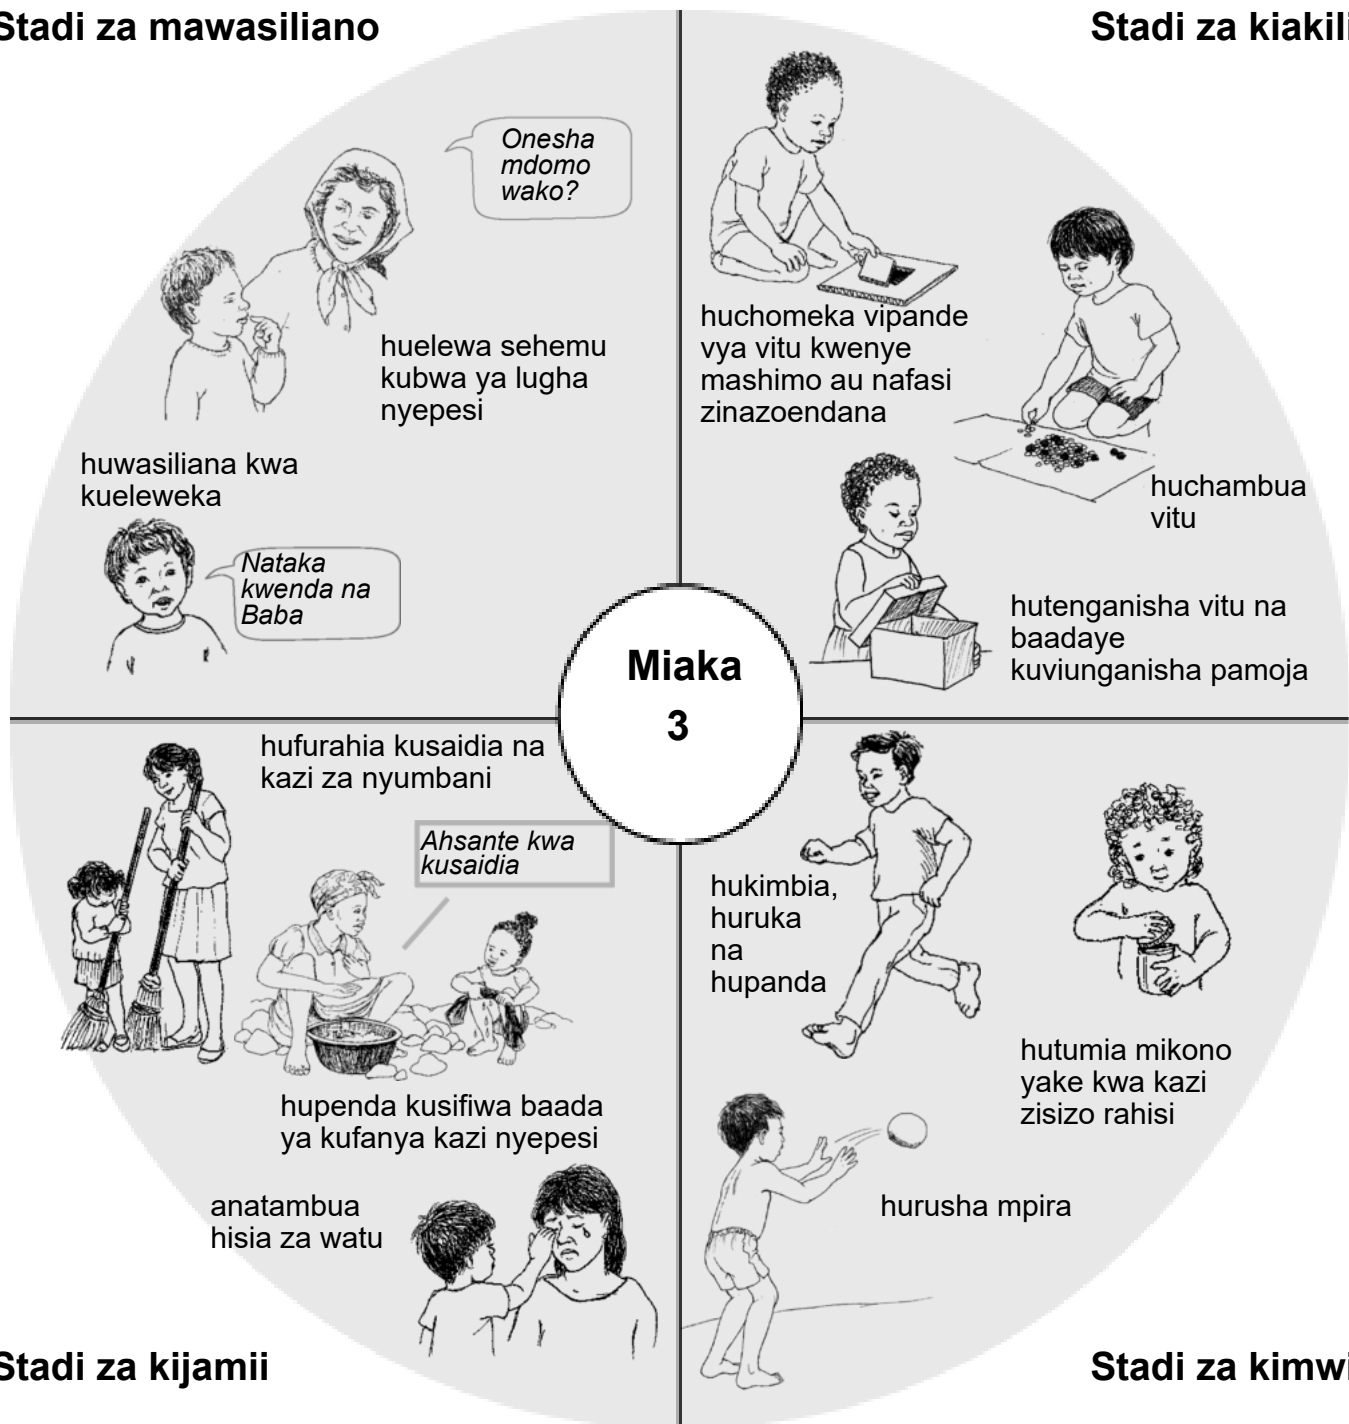 Stadi za mawasiliano
Stadi za kiakili
Onesha
mdomo
wako?
huelewa sehemu
kubwa ya lugha
nyepesi
huwasiliana kwa
kueleweka
Nataka
kwenda na
Baba
huchomeka vipande
vya vitu kwenye
mashimo au nafasi
zinazoendana
huchambua
vitu
hutenganisha vitu na
baadaye
kuviunganisha pamoja
Miaka
3
hufurahia kusaidia na
kazi za nyumbani
Ahsante kwa
kusaidia
hupenda kusifiwa baada
ya kufanya kazi nyepesi
anatambua
hisia za watu
hukimbia,
huruka
na
hupanda
hutumia mikono
yake kwa kazi
zisizo rahisi
hurusha mpira
Stadi za kijamii
Stadi za kimwi